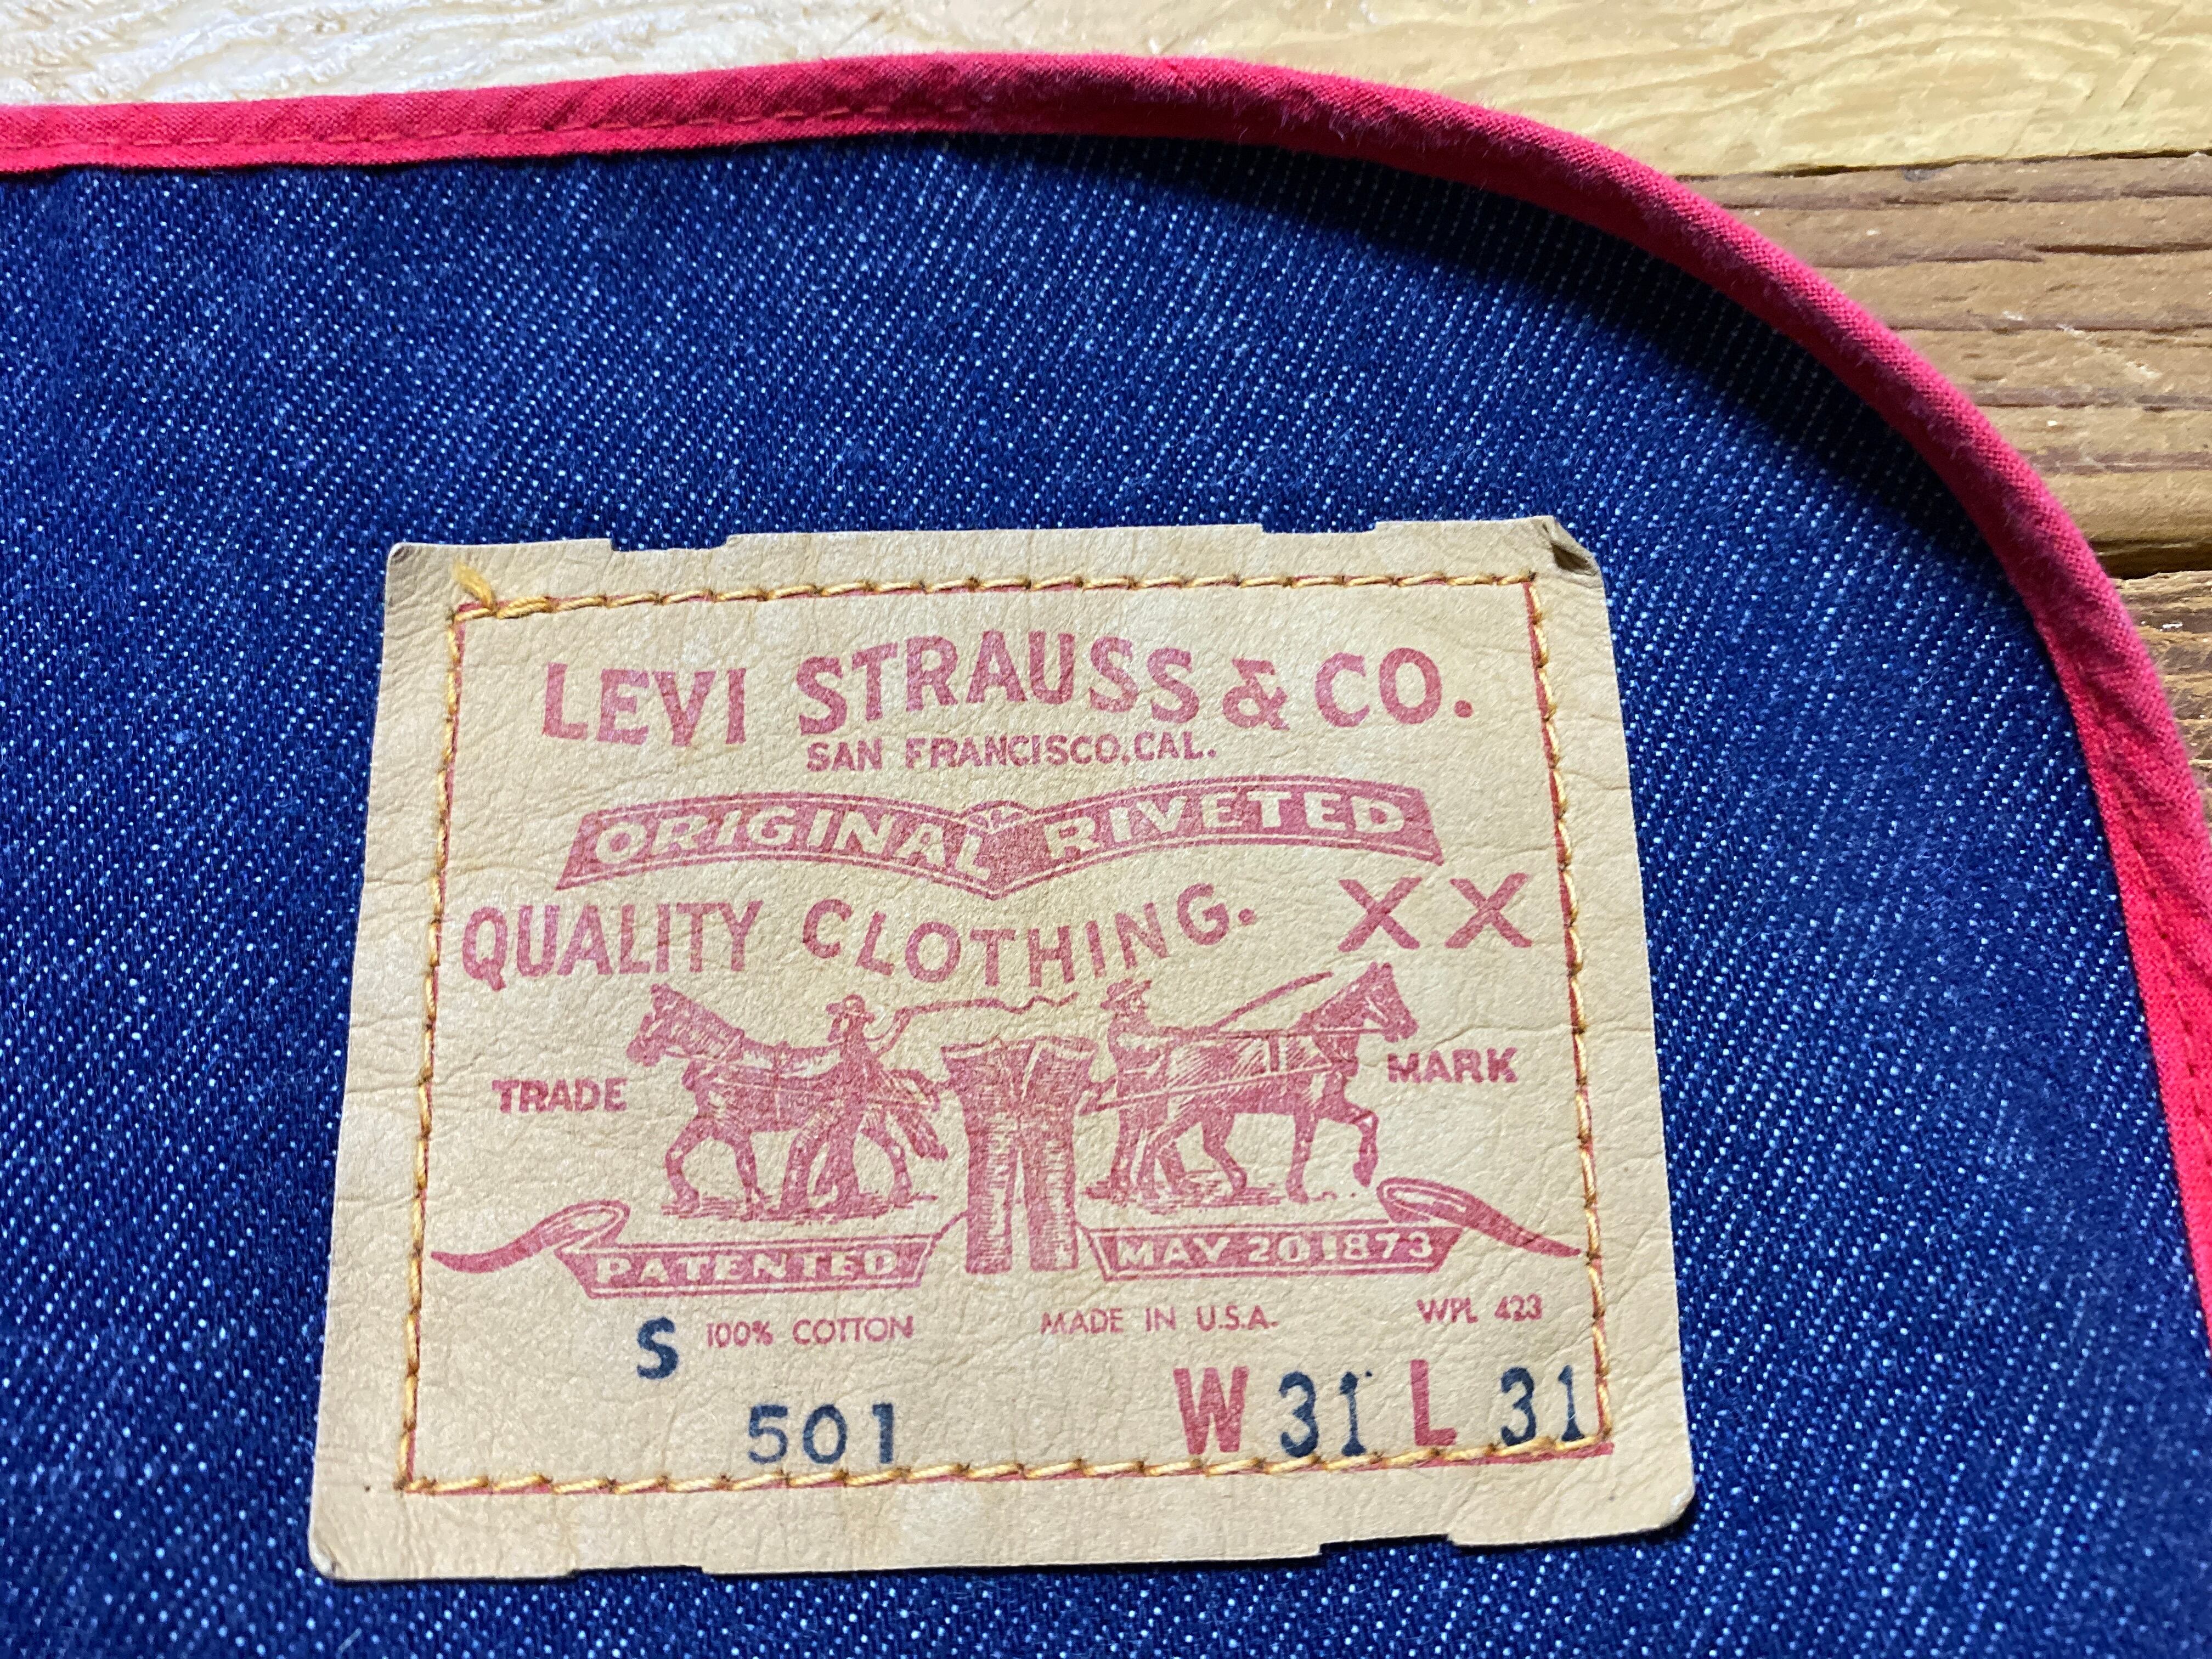 LEVI STRAUSS & CO.
SAN FRANCISCO, CAL.
ORIGINAL RIVETED
QUALITY CLOTHING. XX
TRADE MARK
PATENTED MAY 20 1873
S 100% COTTON MADE IN U.S.A. WPL 423
501 W 31 L 31